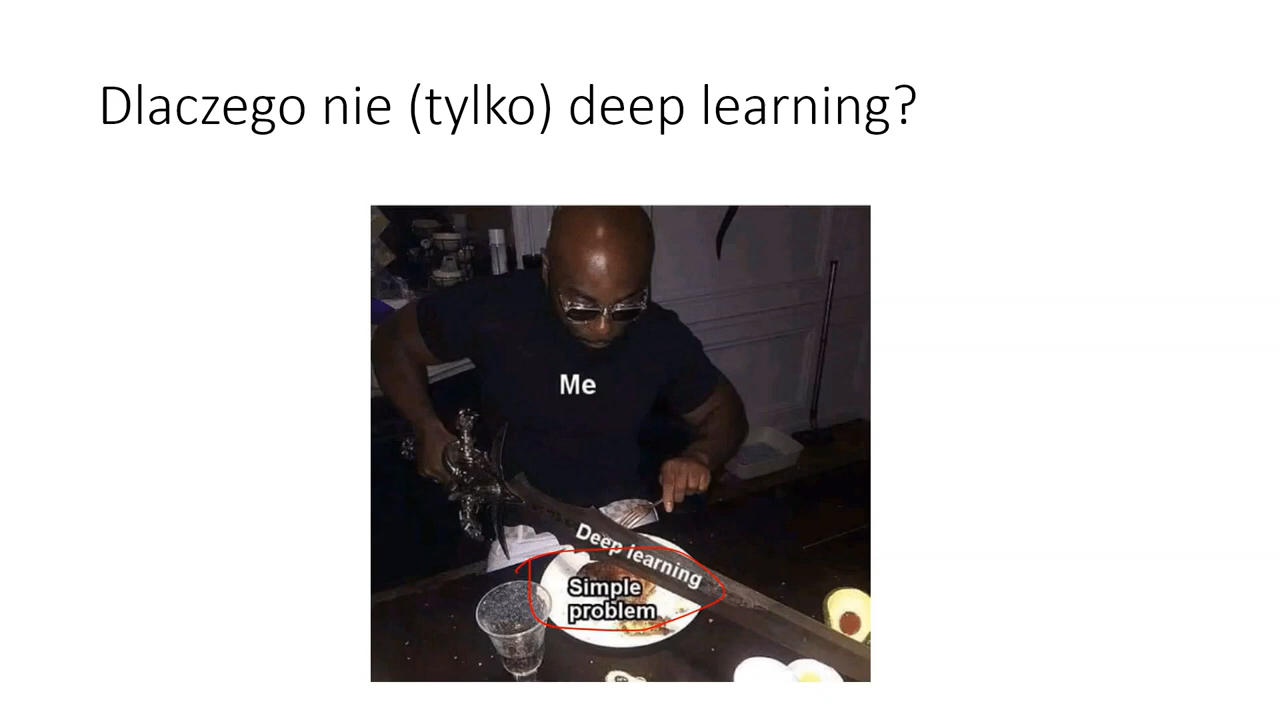 Dlaczego nie (tylko) deep learning?
Me
Deep learning
Simple
problem